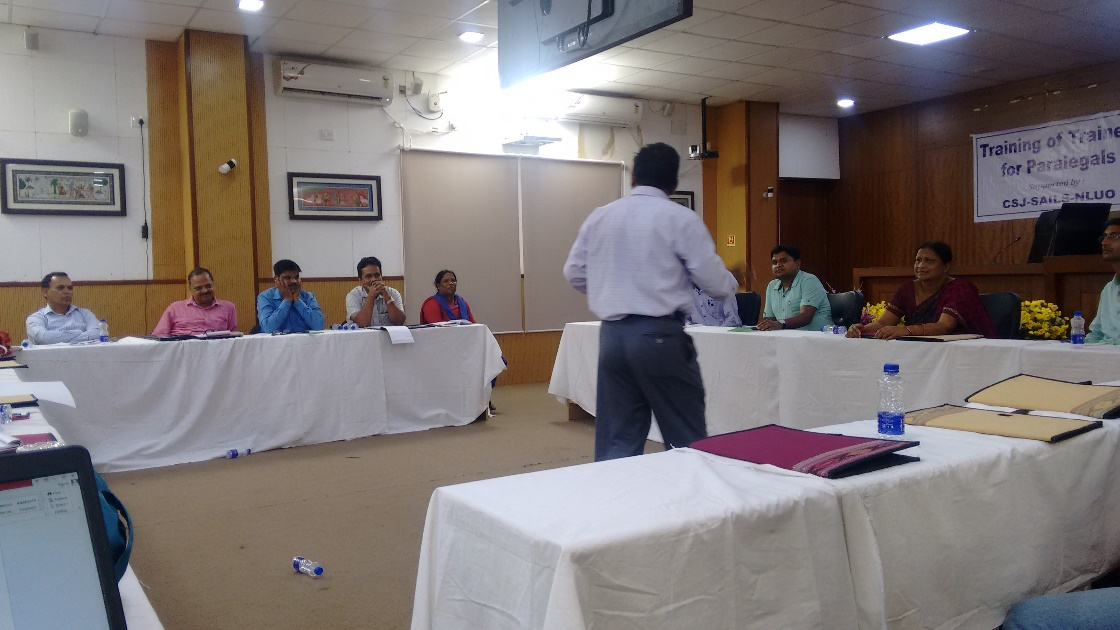 Training of Traine
for Paralegals
Supported by :
CSJ-SAILS-NLUO